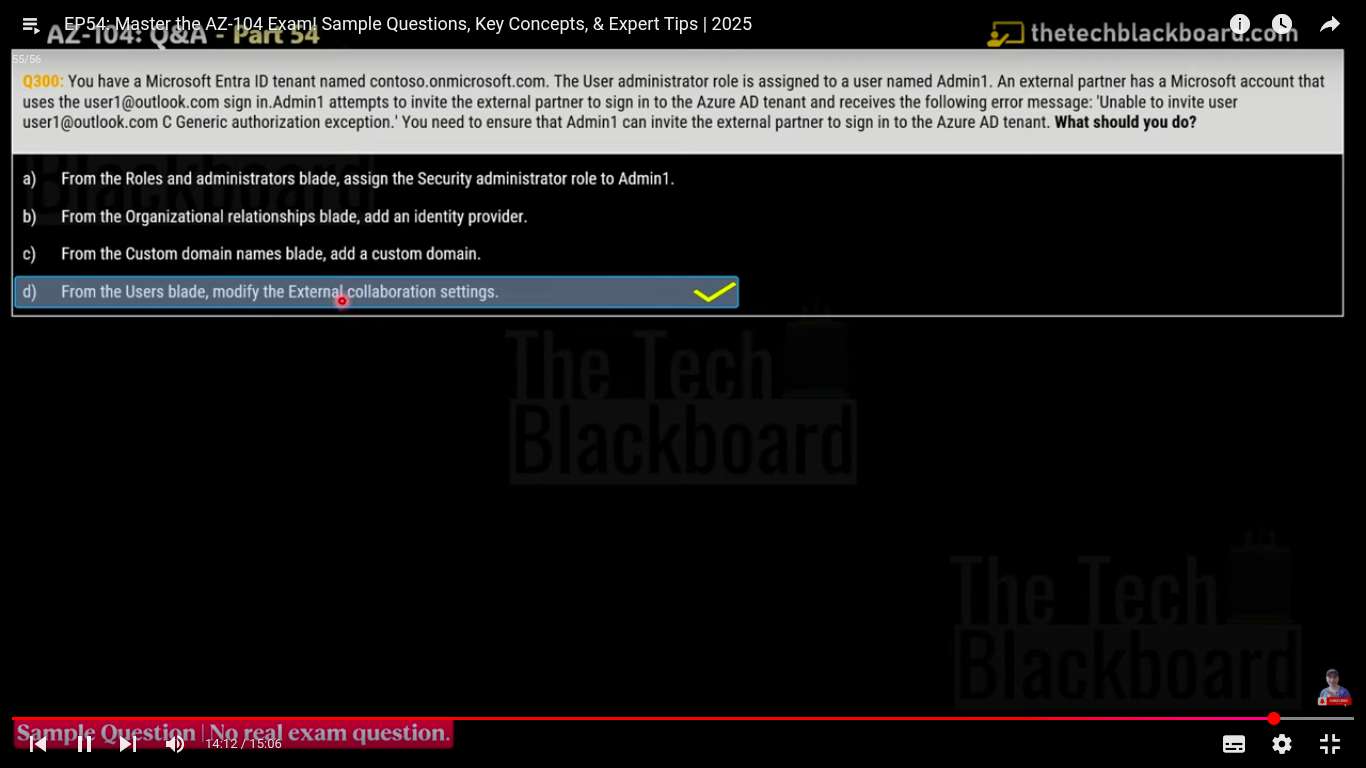 EP54: Master the AZ-104 Exam! Sample Questions, Key Concepts, & Expert Tips | 2025
AZ-104: Q&A - Part 54
thetechblackboard.com
55/56
Q300: You have a Microsoft Entra ID tenant named contoso.onmicrosoft.com. The User administrator role is assigned to a user named Admin1. An external partner has a Microsoft account that
uses the user1@outlook.com sign in.Admin1 attempts to invite the external partner to sign in to the Azure AD tenant and receives the following error message: 'Unable to invite user
user1@outlook.com C Generic authorization exception.' You need to ensure that Admin1 can invite the external partner to sign in to the Azure AD tenant. What should you do?
a) From the Roles and administrators blade, assign the Security administrator role to Admin1.
b) From the Organizational relationships blade, add an identity provider.
c) From the Custom domain names blade, add a custom domain.
d) From the Users blade, modify the External collaboration settings.
The Tech
Blackboard
The Tech
Blackboard
Sample Question | No real exam question.
14:12 / 15:06